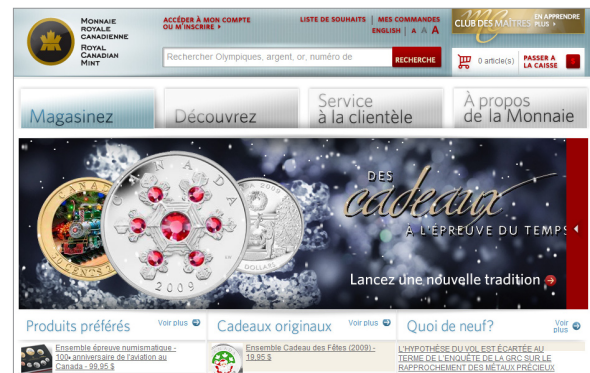 MONNAIE
ROYALE
CANADIENNE
ROYAL
CANADIAN
MINT
ACCÉDER À MON COMPTE
OU M'INSCRIRE ›
LISTE DE SOUHAITS | MES COMMANDES
ENGLISH | A A A
CLUB DES MAÎTRES
EN APPRENDRE
PLUS ›
Rechercher Olympiques, argent, or, numéro de
RECHERCHE
0 article(s)
PASSER A
LA CAISSE
Magasinez
Découvrez
Service
à la clientèle
À propos
de la Monnaie
CANADA
50 CENTS
CANADA
2009
DOLLARS
DES
cadeaux
À L'ÉPREUVE DU TEMPS
Lancez une nouvelle tradition
Produits préférés
Voir plus
Cadeaux originaux
Voir plus
Quoi de neuf?
Voir
plus
Ensemble épreuve numismatique -
100e anniversaire de l'aviation au
Canada - 99,95 $
Ensemble Cadeau des Fêtes (2009) -
19,95 $
L'HYPOTHÈSE DU VOL EST ÉCARTÉE AU
TERME DE L'ENQUÊTE DE LA GRC SUR LE
RAPPROCHEMENT DES MÉTAUX PRÉCIEUX